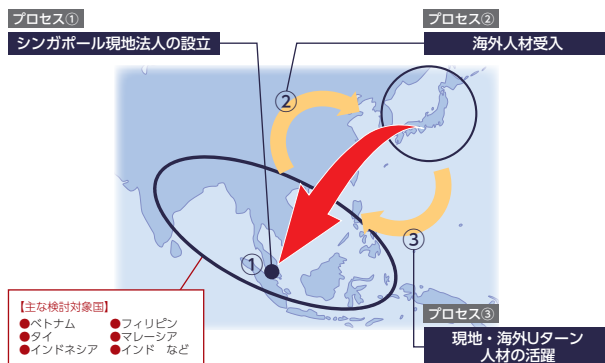 プロセス①
シンガポール現地法人の設立
プロセス②
海外人材受入
②
①
③
【主な検討対象国】
●ベトナム ●フィリピン
●タイ ●マレーシア
●インドネシア ●インド など
プロセス③
現地・海外Uターン
人材の活躍